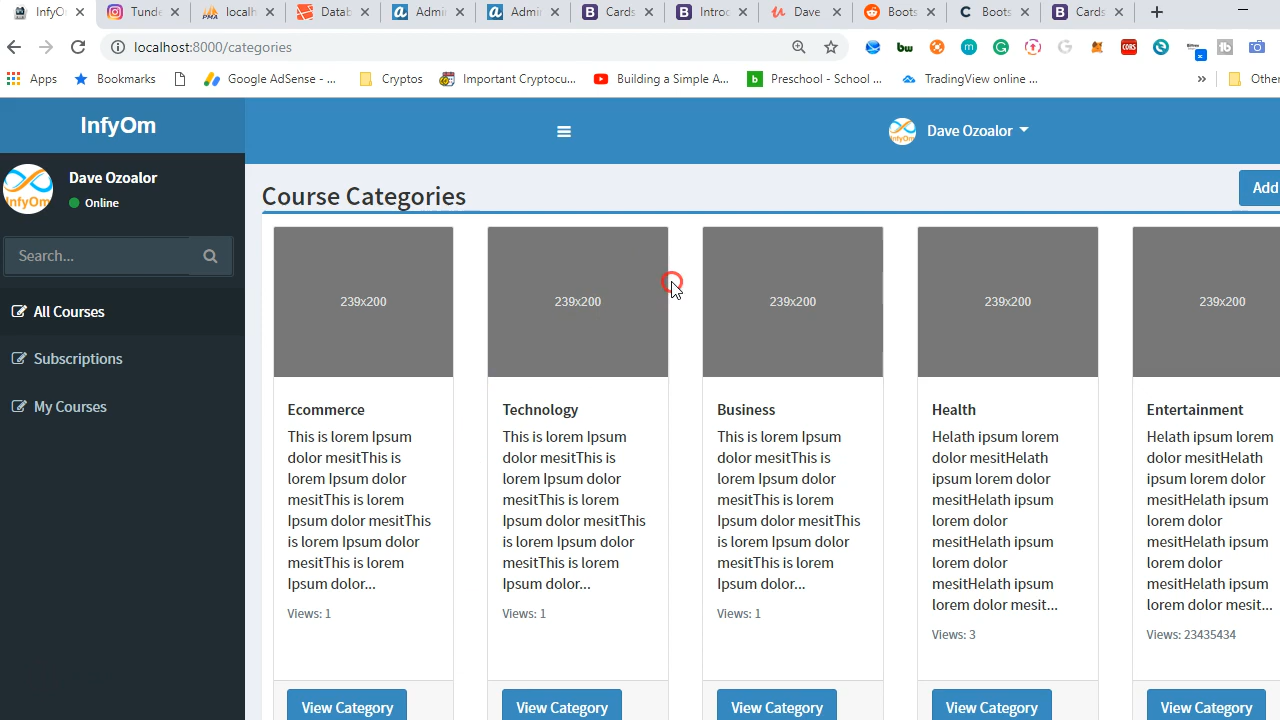 InfyO
Tunde
localh
Datab
Admin
Admin
Cards
Intro
Dave
Boots
Boots
Cards
localhost:8000/categories
Apps
Bookmarks
Google AdSense - ...
Cryptos
Important Cryptocu...
Building a Simple A...
Preschool - School ...
TradingView online ...
»
Other
InfyOm
Dave Ozoalor
InfyOm
Dave Ozoalor
Online
Search...
All Courses
Subscriptions
My Courses
Course Categories
Add
239x200
239x200
239x200
239x200
239x200
Ecommerce
This is lorem Ipsum
dolor mesitThis is
lorem Ipsum dolor
mesitThis is lorem
Ipsum dolor mesitThis
is lorem Ipsum dolor
mesitThis is lorem
Ipsum dolor...
Views: 1
View Category
Technology
This is lorem Ipsum
dolor mesitThis is
lorem Ipsum dolor
mesitThis is lorem
Ipsum dolor mesitThis
is lorem Ipsum dolor
mesitThis is lorem
Ipsum dolor...
Views: 1
View Category
Business
This is lorem Ipsum
dolor mesitThis is
lorem Ipsum dolor
mesitThis is lorem
Ipsum dolor mesitThis
is lorem Ipsum dolor
mesitThis is lorem
Ipsum dolor...
Views: 1
View Category
Health
Helath ipsum lorem
dolor mesitHelath
ipsum lorem dolor
mesitHelath ipsum
lorem dolor
mesitHelath ipsum
lorem dolor
mesitHelath ipsum
lorem dolor mesit...
Views: 3
View Category
Entertainment
Helath ipsum lorem
dolor mesitHelath
ipsum lorem dolor
mesitHelath ipsum
lorem dolor
mesitHelath ipsum
lorem dolor
mesitHelath ipsum
lorem dolor mesit...
Views: 23435434
View Category